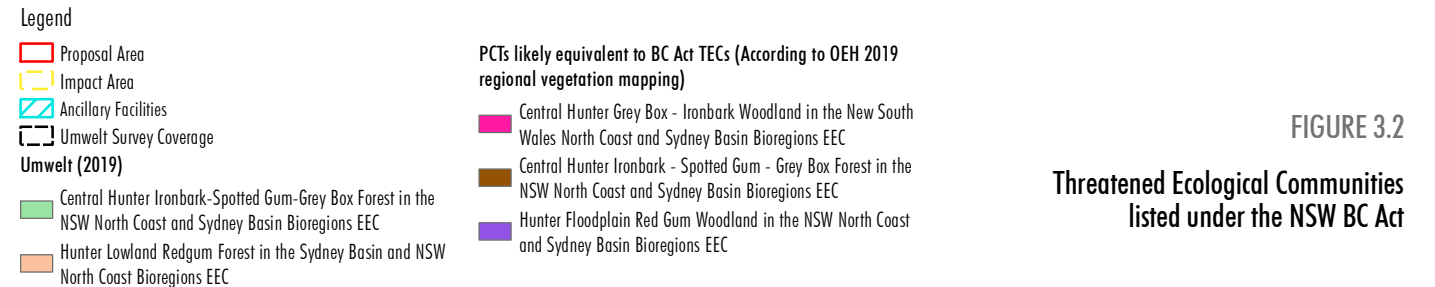 Legend
Proposal Area
Impact Area
Ancillary Facilities
Umwelt Survey Coverage
Umwelt (2019)
Central Hunter Ironbark-Spotted Gum-Grey Box Forest in the
NSW North Coast and Sydney Basin Bioregions EEC
Hunter Lowland Redgum Forest in the Sydney Basin and NSW
North Coast Bioregions EEC
PCTs likely equivalent to BC Act TECs (According to OEH 2019
regional vegetation mapping)
Central Hunter Grey Box - Ironbark Woodland in the New South
Wales North Coast and Sydney Basin Bioregions EEC
Central Hunter Ironbark - Spotted Gum - Grey Box Forest in the
NSW North Coast and Sydney Basin Bioregions EEC
Hunter Floodplain Red Gum Woodland in the NSW North Coast
and Sydney Basin Bioregions EEC
FIGURE 3.2
Threatened Ecological Communities
listed under the NSW BC Act